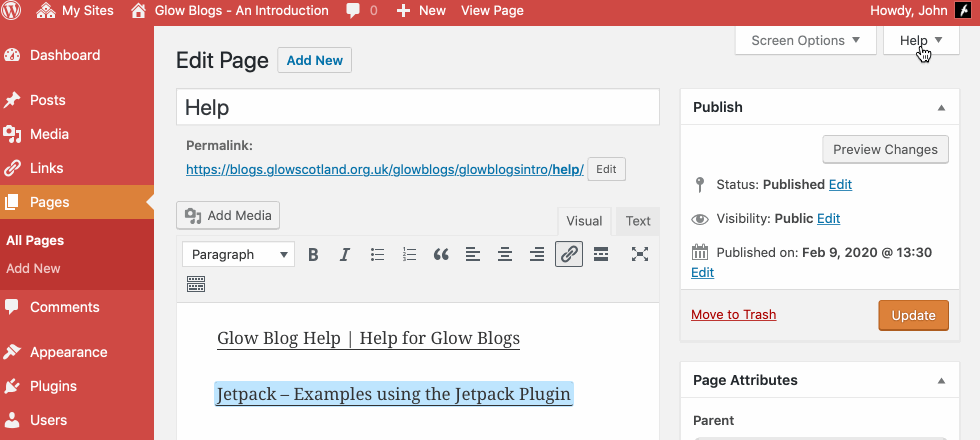 My Sites Glow Blogs - An Introduction 0 New View Page Howdy, John
Screen Options Help
Dashboard
Posts
Media
Links
Pages
All Pages
Add New
Comments
Appearance
Plugins
Users
Edit Page Add New
Help
Permalink:
https://blogs.glowscotland.org.uk/glowblogs/glowblogsintro/help/ Edit
Add Media
Visual Text
Paragraph B I
Glow Blog Help | Help for Glow Blogs
Jetpack – Examples using the Jetpack Plugin
Publish
Preview Changes
Status: Published Edit
Visibility: Public Edit
Published on: Feb 9, 2020 @ 13:30
Edit
Move to Trash Update
Page Attributes
Parent